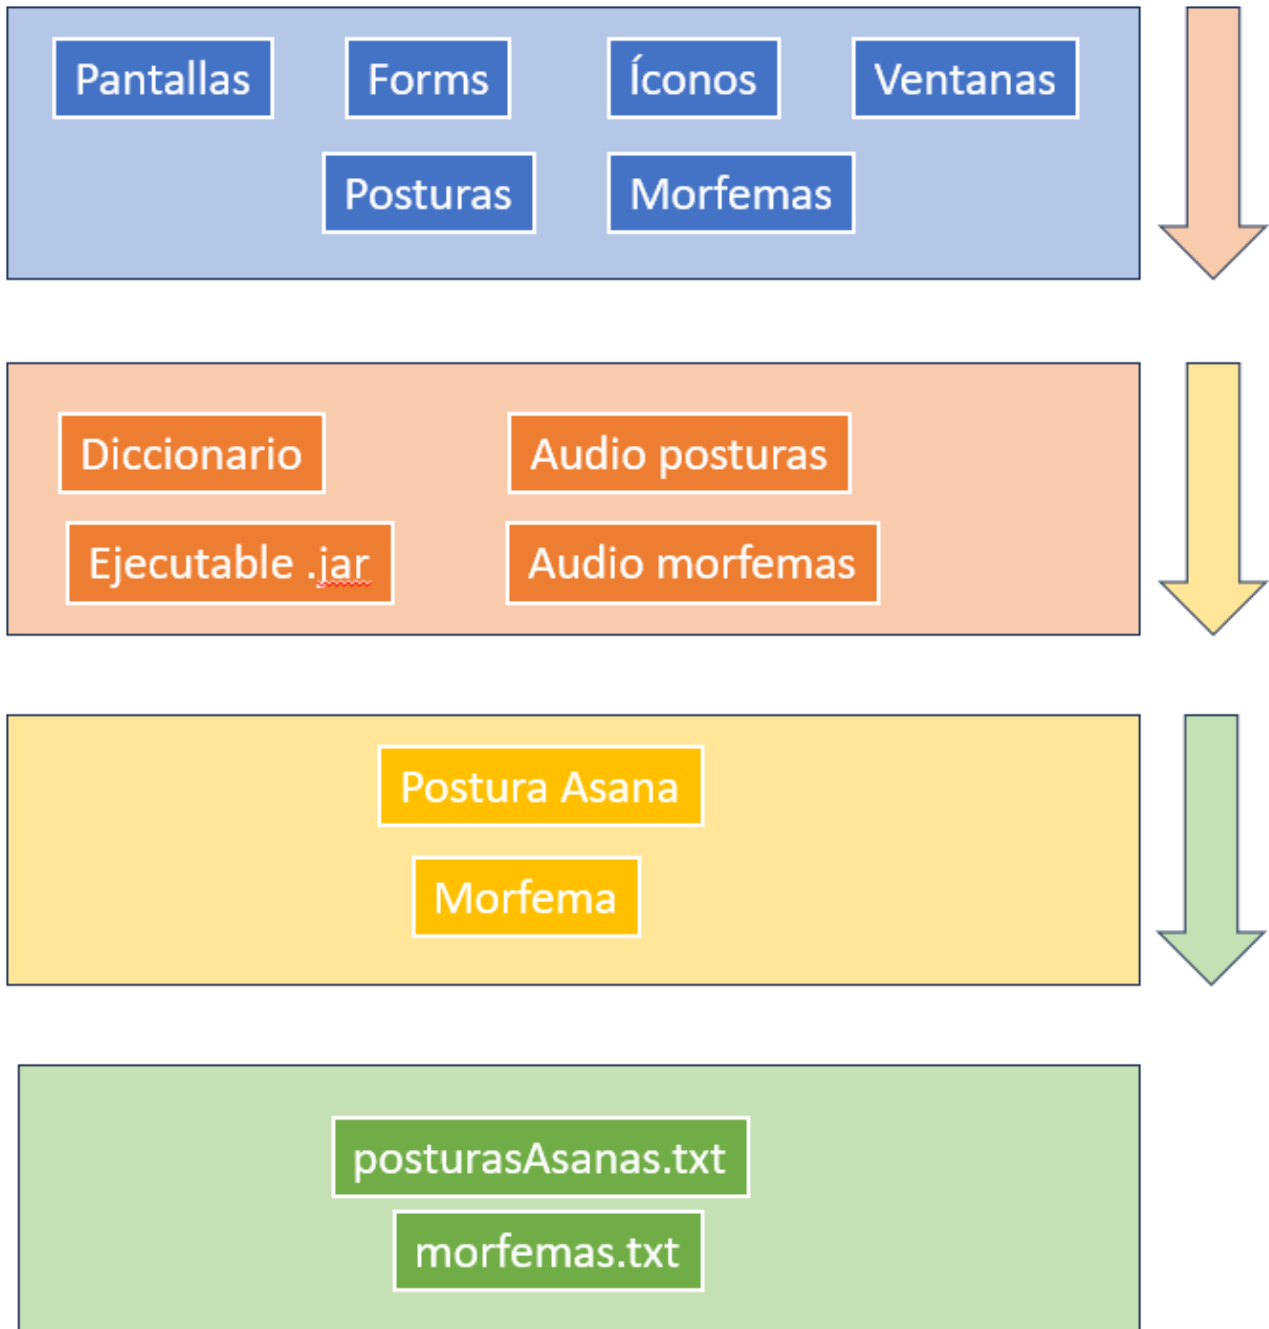 Pantallas Forms Íconos Ventanas
Posturas Morfemas
Diccionario Audio posturas
Ejecutable .jar Audio morfemas
Postura Asana
Morfema
posturasAsanas.txt
morfemas.txt